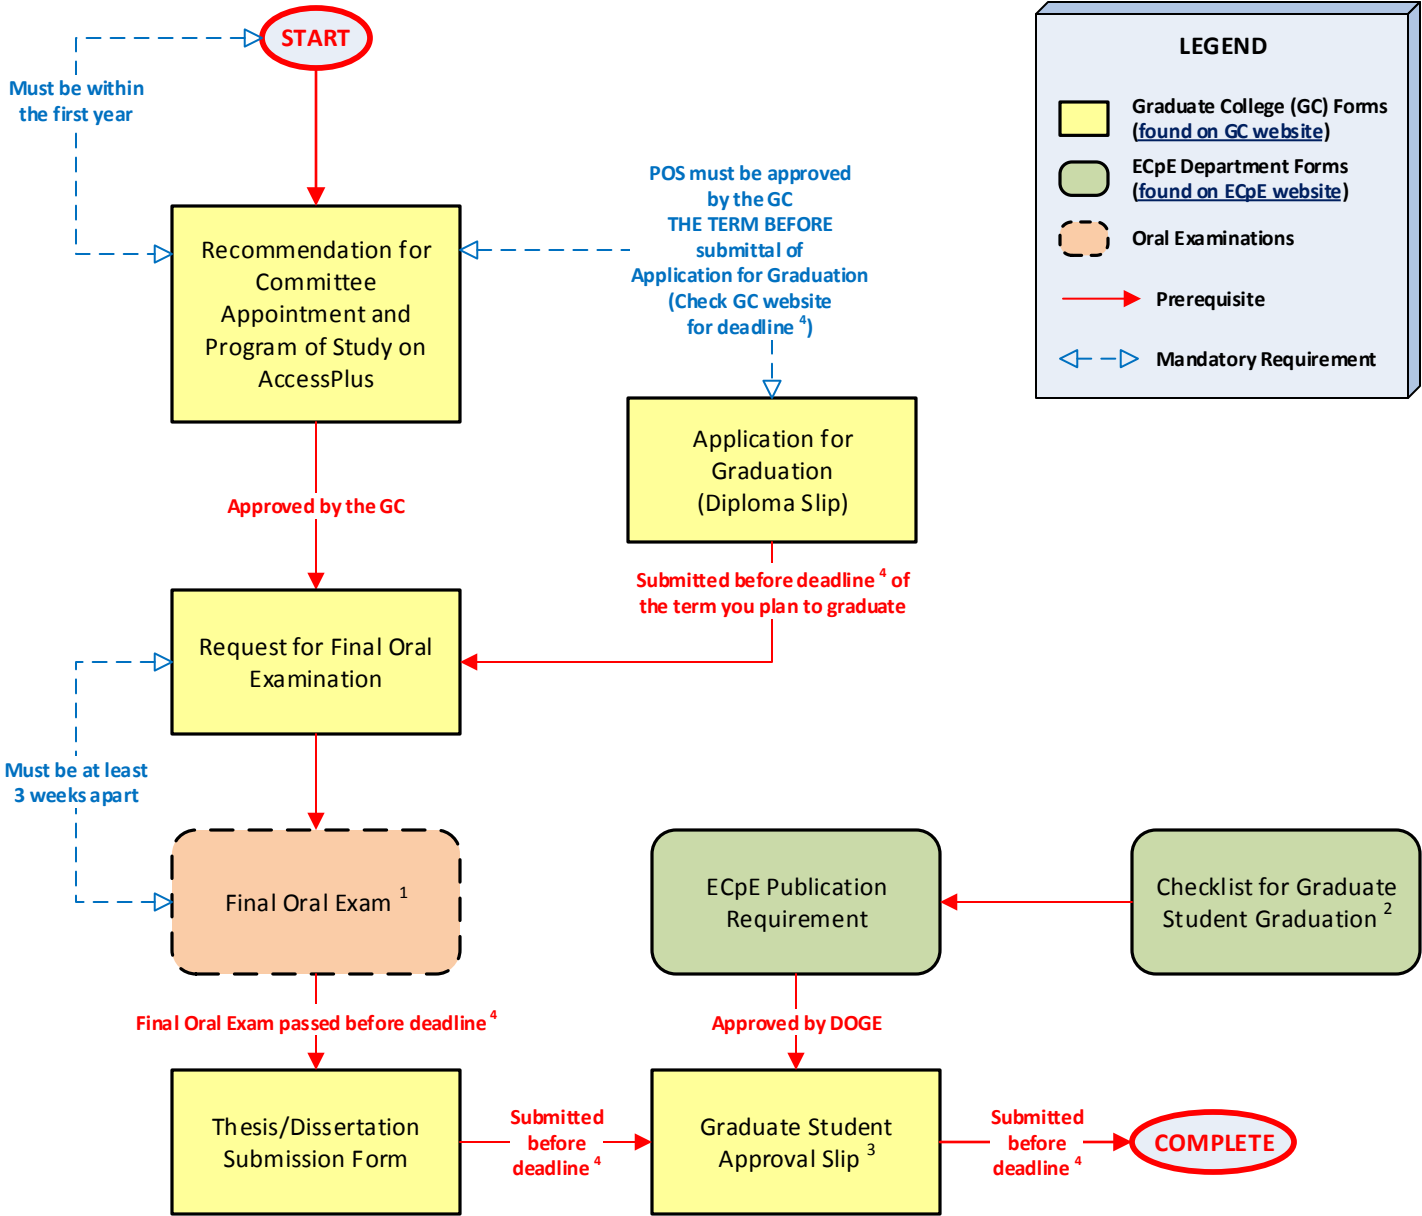 START
Must be within
the first year
LEGEND
Graduate College (GC) Forms
(found on GC website)
ECpE Department Forms
(found on ECpE website)
Oral Examinations
Prerequisite
Mandatory Requirement
POS must be approved
by the GC
THE TERM BEFORE
submittal of
Application for Graduation
(Check GC website
for deadline 4)
Recommendation for
Committee
Appointment and
Program of Study on
AccessPlus
Application for
Graduation
(Diploma Slip)
Approved by the GC
Submitted before deadline 4 of
the term you plan to graduate
Request for Final Oral
Examination
Must be at least
3 weeks apart
Final Oral Exam 1
ECpE Publication
Requirement
Checklist for Graduate
Student Graduation 2
Final Oral Exam passed before deadline 4
Approved by DOGE
Thesis/Dissertation
Submission Form
Submitted
before
deadline 4
Graduate Student
Approval Slip 3
Submitted
before
deadline 4
COMPLETE